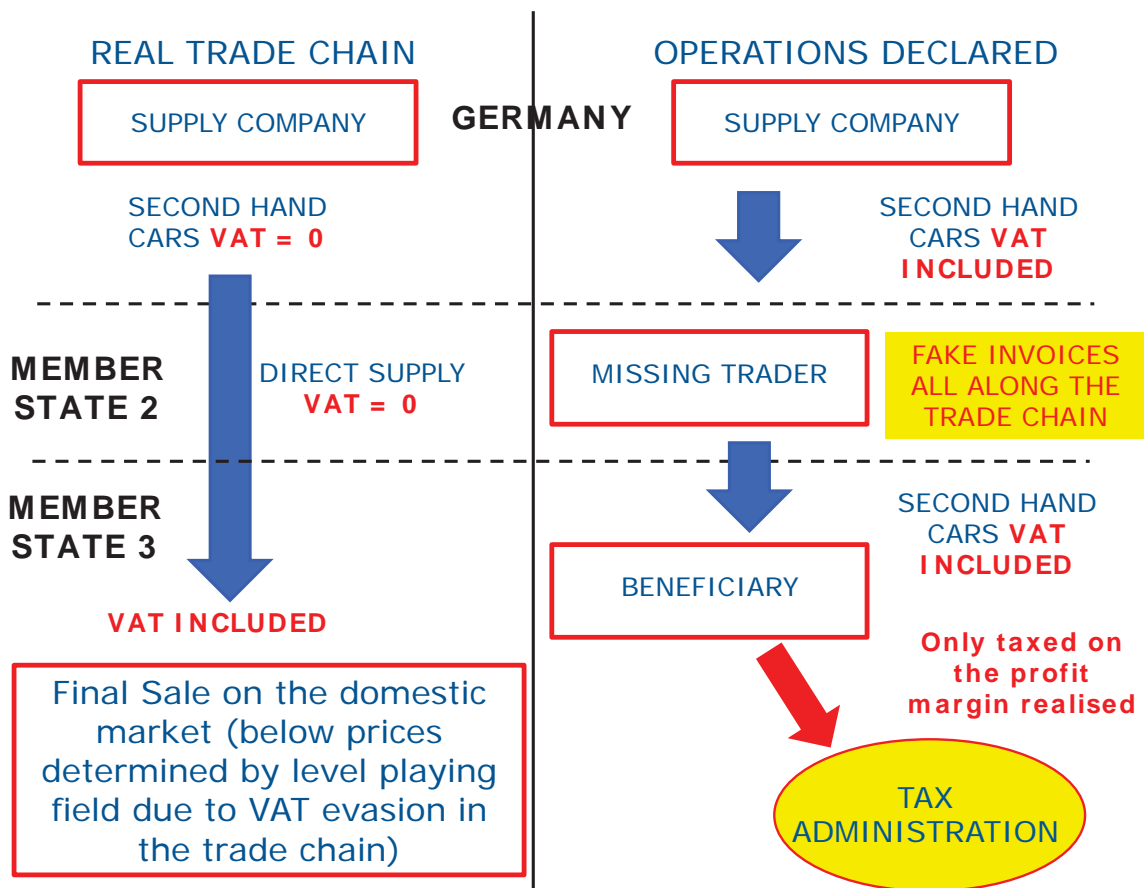 REAL TRADE CHAIN
OPERATIONS DECLARED
SUPPLY COMPANY
GERMANY
SUPPLY COMPANY
SECOND HAND
CARS VAT = 0
SECOND HAND
CARS VAT
INCLUDED
MEMBER
STATE 2
DIRECT SUPPLY
VAT = 0
MISSING TRADER
FAKE INVOICES
ALL ALONG THE
TRADE CHAIN
MEMBER
STATE 3
SECOND HAND
CARS VAT
INCLUDED
BENEFICIARY
VAT INCLUDED
Only taxed on
the profit
margin realised
Final Sale on the domestic
market (below prices
determined by level playing
field due to VAT evasion in
the trade chain)
TAX
ADMINISTRATION